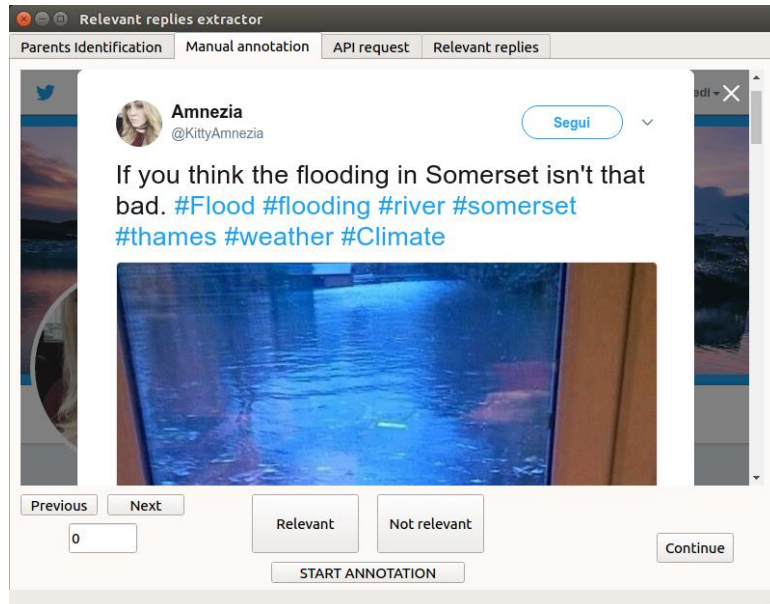 Relevant replies extractor
Parents Identification Manual annotation API request Relevant replies
Amnezia
@KittyAmnezia
Segui
If you think the flooding in Somerset isn't that
bad. #Flood #flooding #river #somerset
#thames #weather #Climate
Previous Next
0
Relevant
Not relevant
Continue
START ANNOTATION